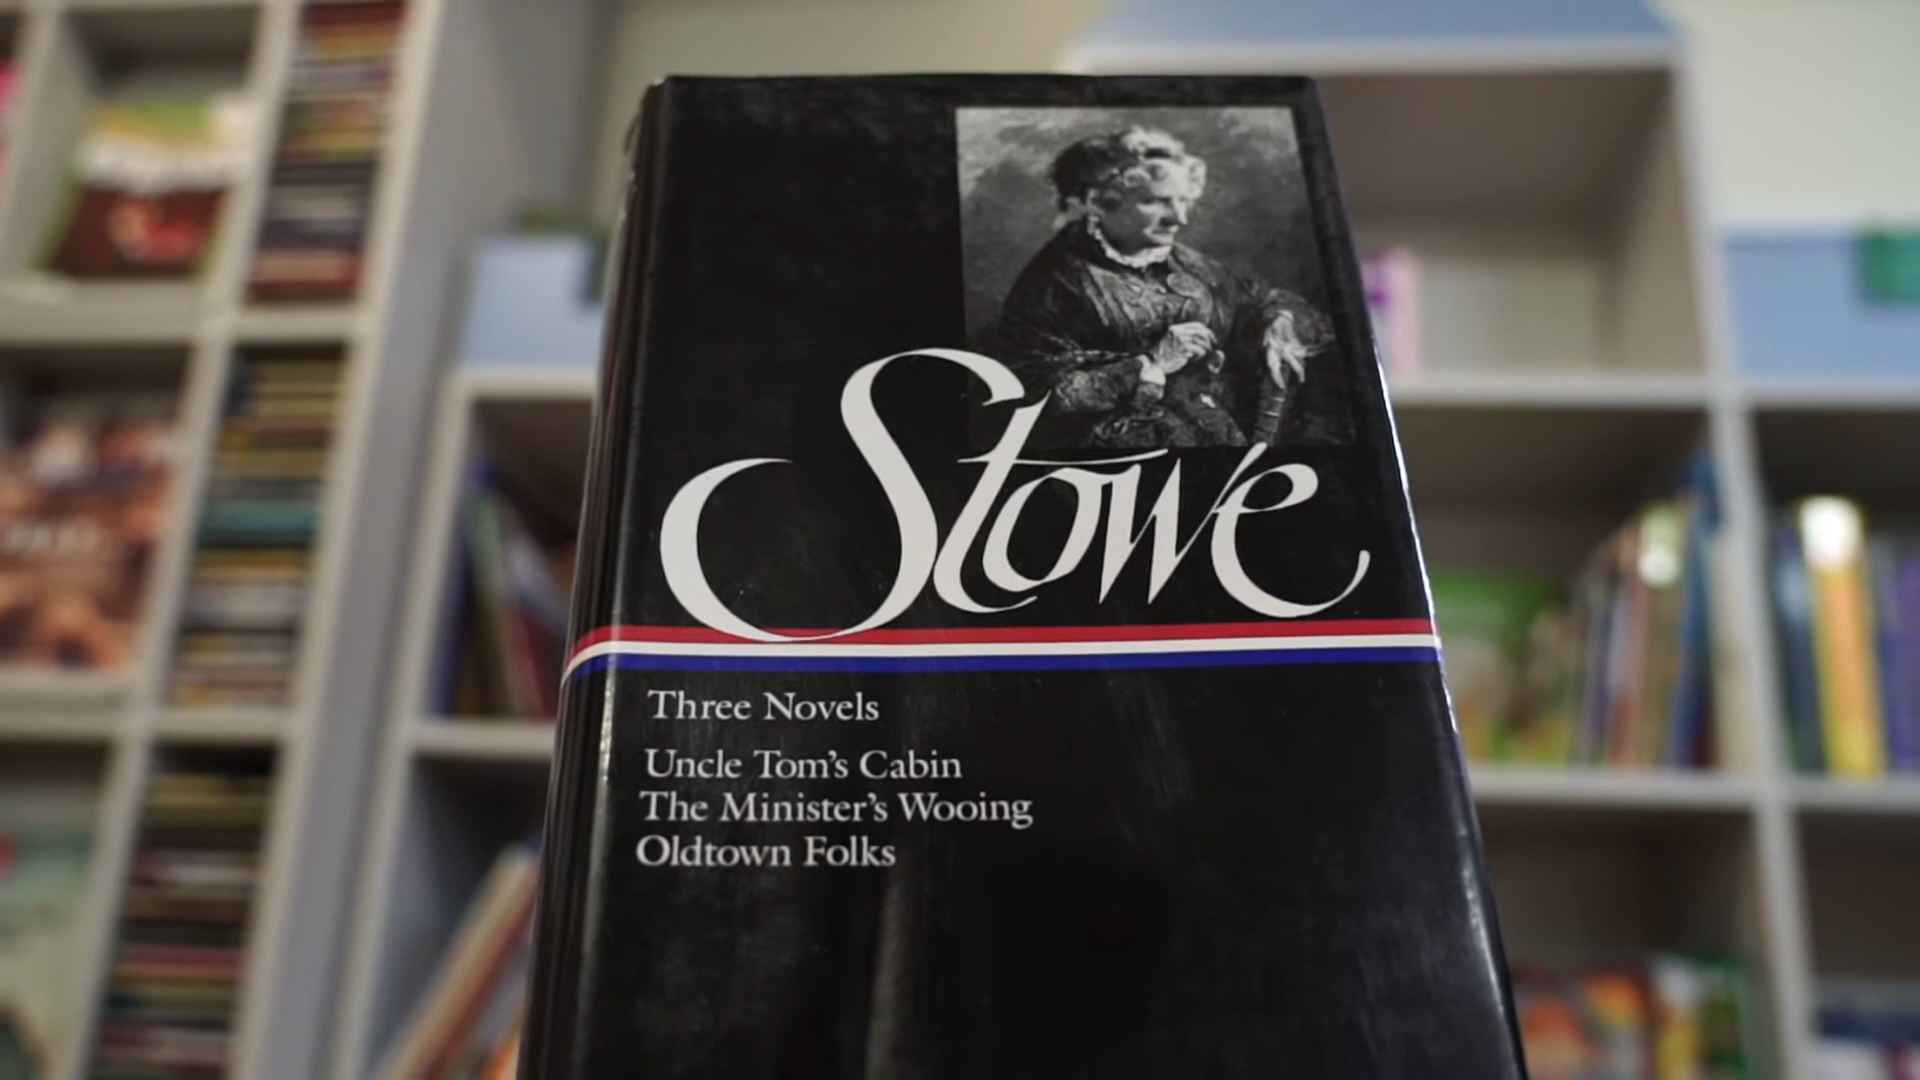 Stowe
Three Novels
Uncle Tom's Cabin
The Minister's Wooing
Oldtown Folks